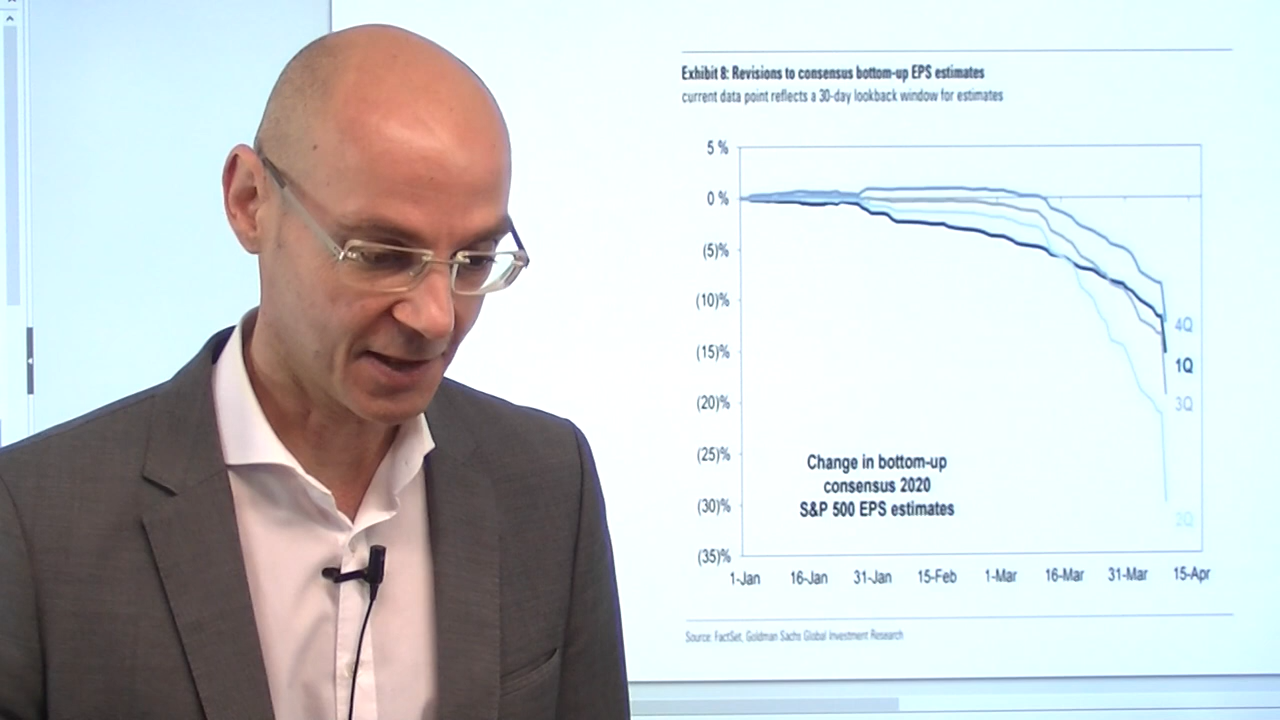 Exhibit 8: Revisions to consensus bottom-up EPS estimates
current data point reflects a 30-day lookback window for estimates
5 %
0 %
(5)%
(10)%
(15)%
(20)%
(25)%
(30)%
(35)%
4Q
1Q
3Q
2Q
Change in bottom-up
consensus 2020
S&P 500 EPS estimates
1-Jan
16-Jan
31-Jan
15-Feb
1-Mar
16-Mar
31-Mar
15-Apr
Source: FactSet, Goldman Sachs Global Investment Research